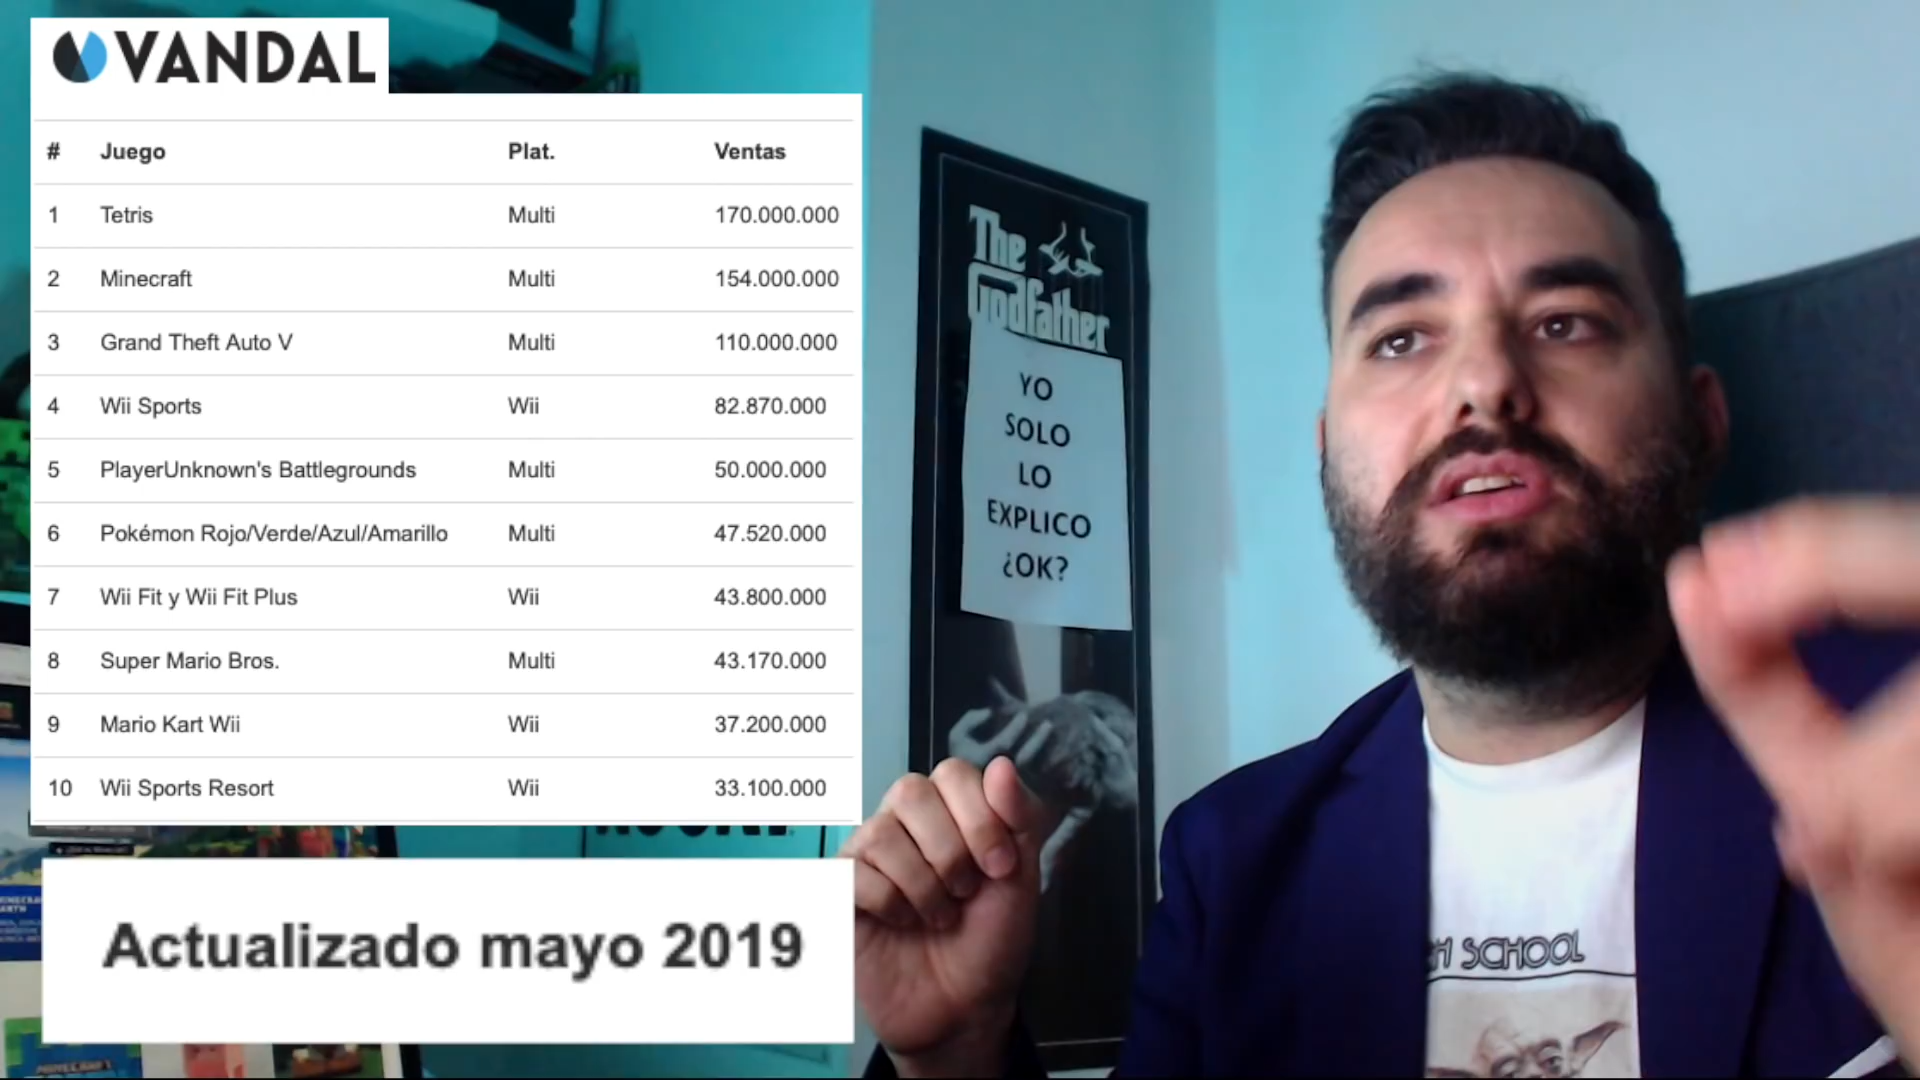 VANDAL
# Juego Plat. Ventas
1 Tetris Multi 170.000.000
2 Minecraft Multi 154.000.000
3 Grand Theft Auto V Multi 110.000.000
4 Wii Sports Wii 82.870.000
5 PlayerUnknown's Battlegrounds Multi 50.000.000
6 Pokémon Rojo/Verde/Azul/Amarillo Multi 47.520.000
7 Wii Fit y Wii Fit Plus Wii 43.800.000
8 Super Mario Bros. Multi 43.170.000
9 Mario Kart Wii Wii 37.200.000
10 Wii Sports Resort Wii 33.100.000
Actualizado mayo 2019
The
Godfather
YO
SOLO
LO
EXPLICO
¿OK?
SCHOOL
MINECRAFT